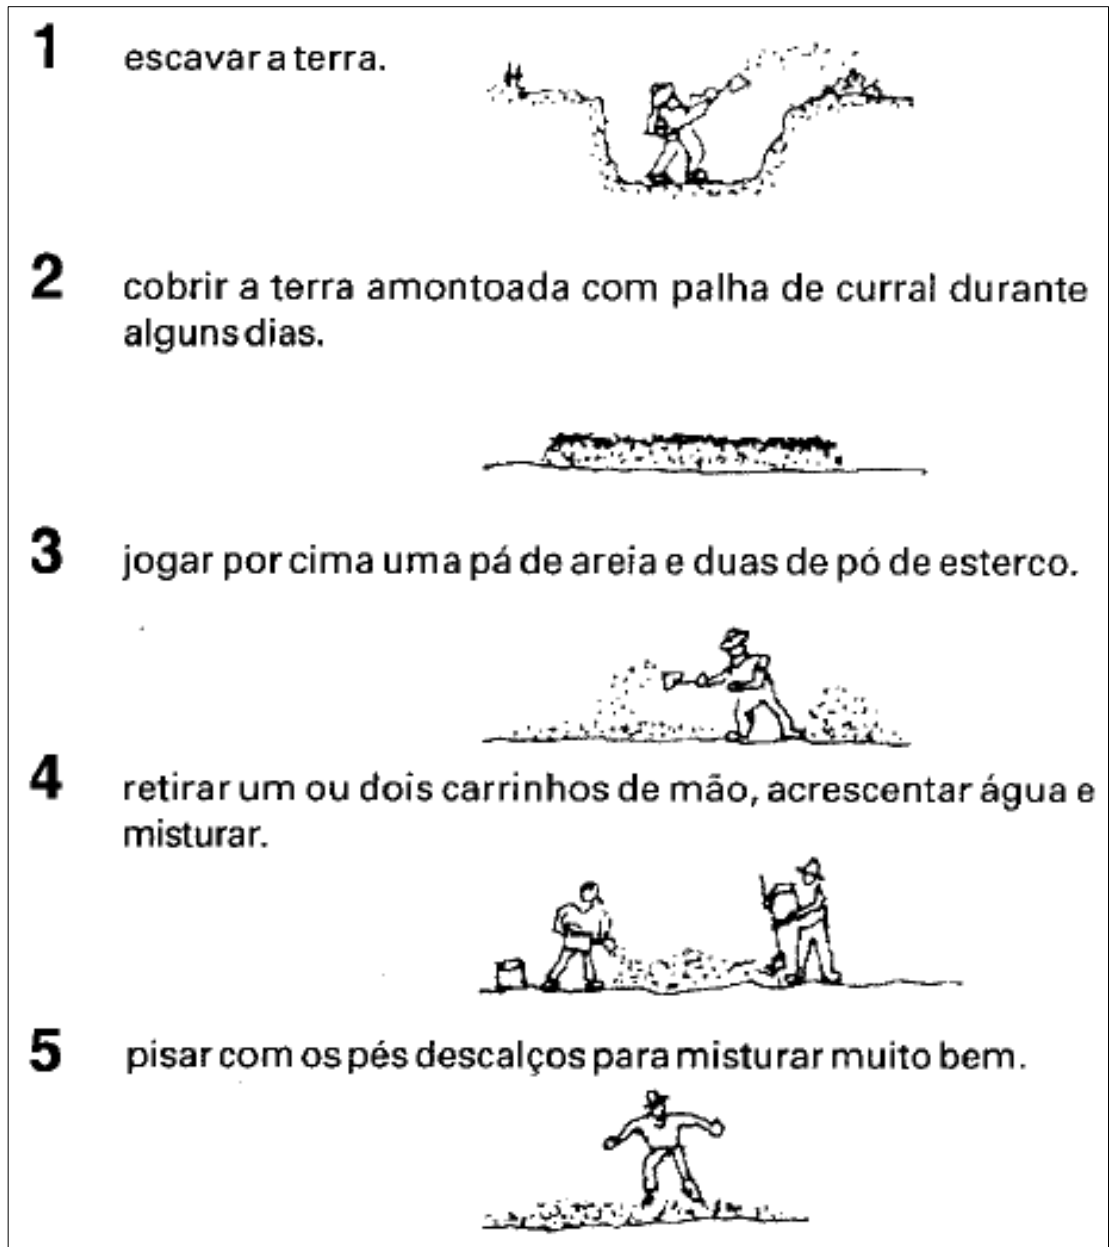 1 escavar a terra.
2 cobrir a terra amontoada com palha de curral durante
alguns dias.
3 jogar por cima uma pá de areia e duas de pó de esterco.
4 retirar um ou dois carrinhos de mão, acrescentar água e
misturar.
5 pisar com os pés descalços para misturar muito bem.